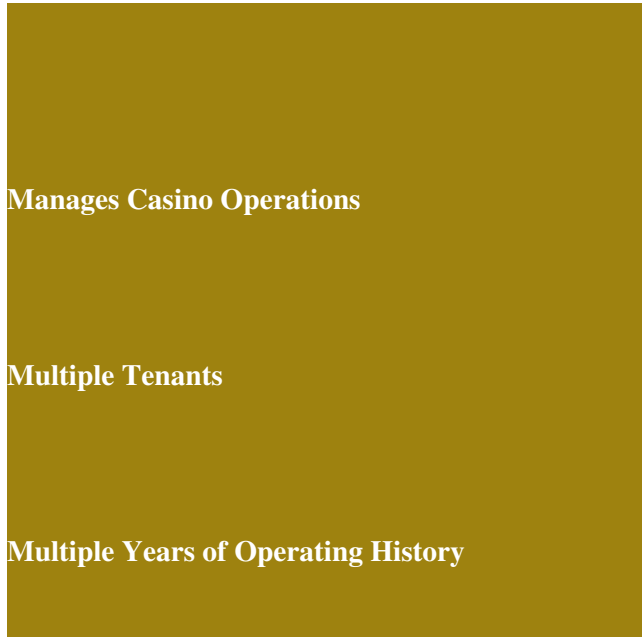 Manages Casino Operations
Multiple Tenants
Multiple Years of Operating History